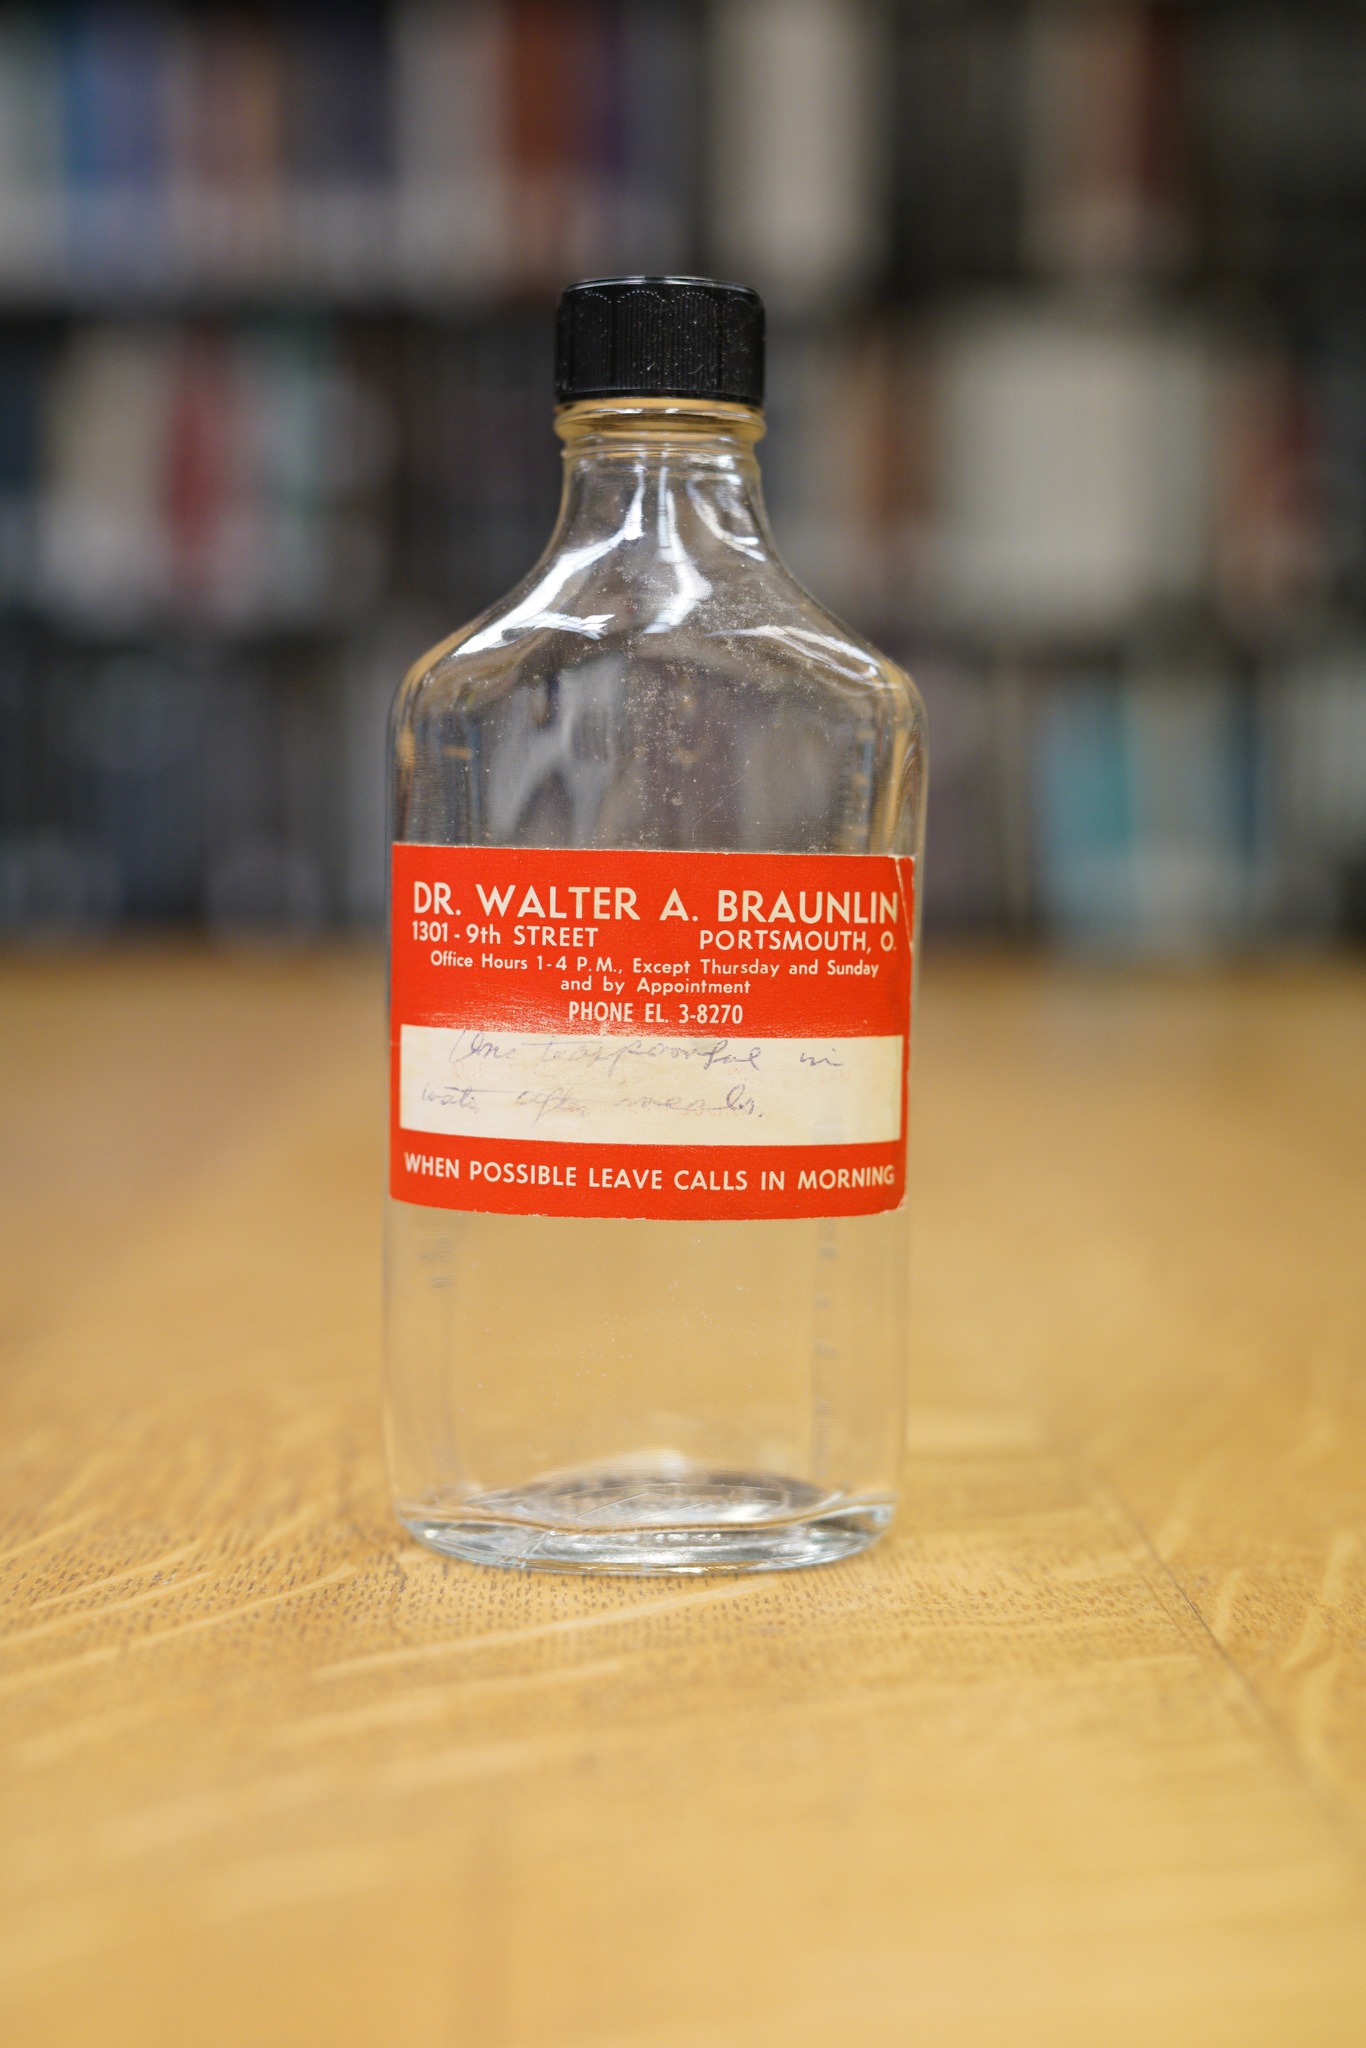 DR. WALTER A. BRAUNLIN
1301 - 9th STREET PORTSMOUTH, O.
Office Hours 1-4 P.M., Except Thursday and Sunday
and by Appointment
PHONE EL. 3-8270
One teaspoonful in
water after meals.
WHEN POSSIBLE LEAVE CALLS IN MORNING